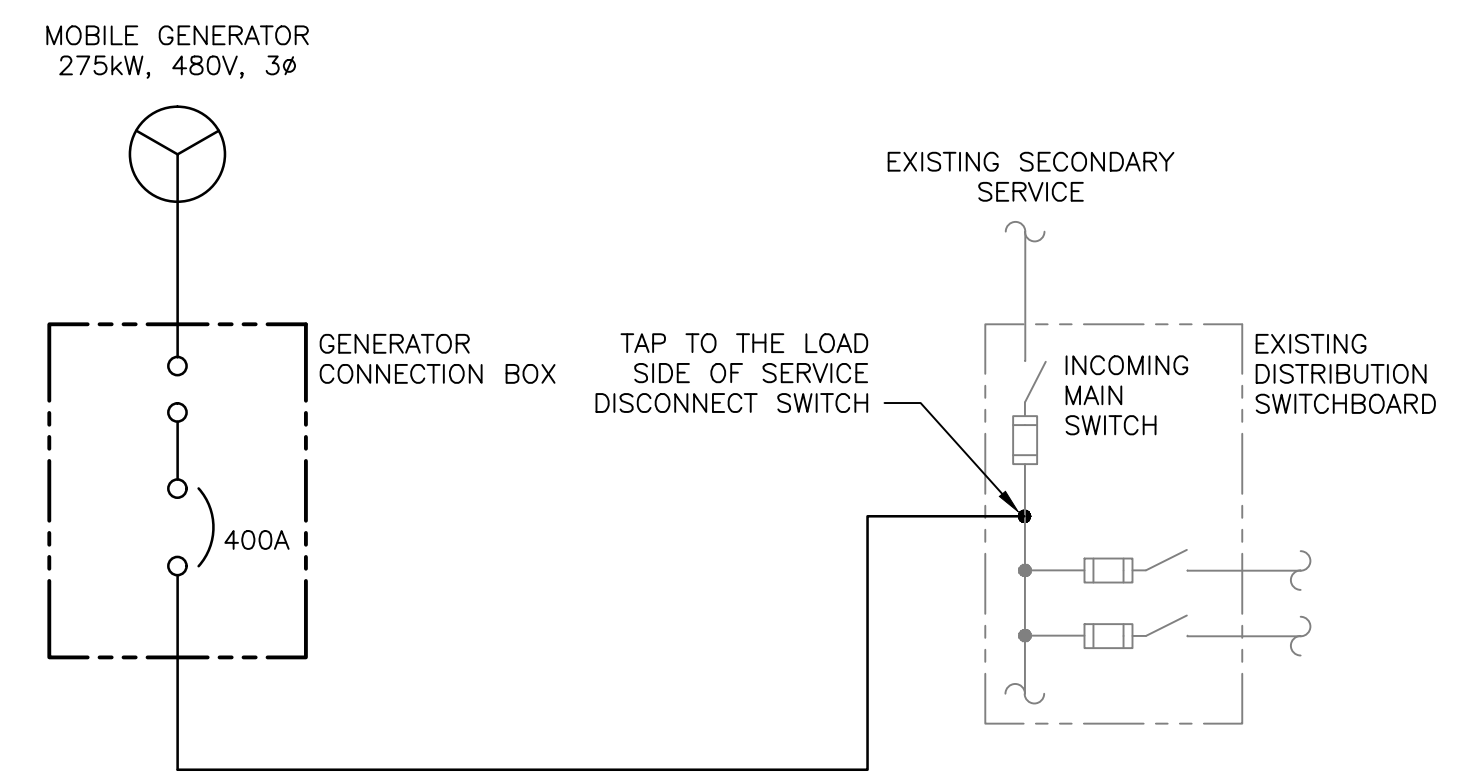 MOBILE GENERATOR
275kW, 480V, 3ø
EXISTING SECONDARY
SERVICE
GENERATOR
CONNECTION BOX
400A
TAP TO THE LOAD
SIDE OF SERVICE
DISCONNECT SWITCH
INCOMING
MAIN
SWITCH
EXISTING
DISTRIBUTION
SWITCHBOARD